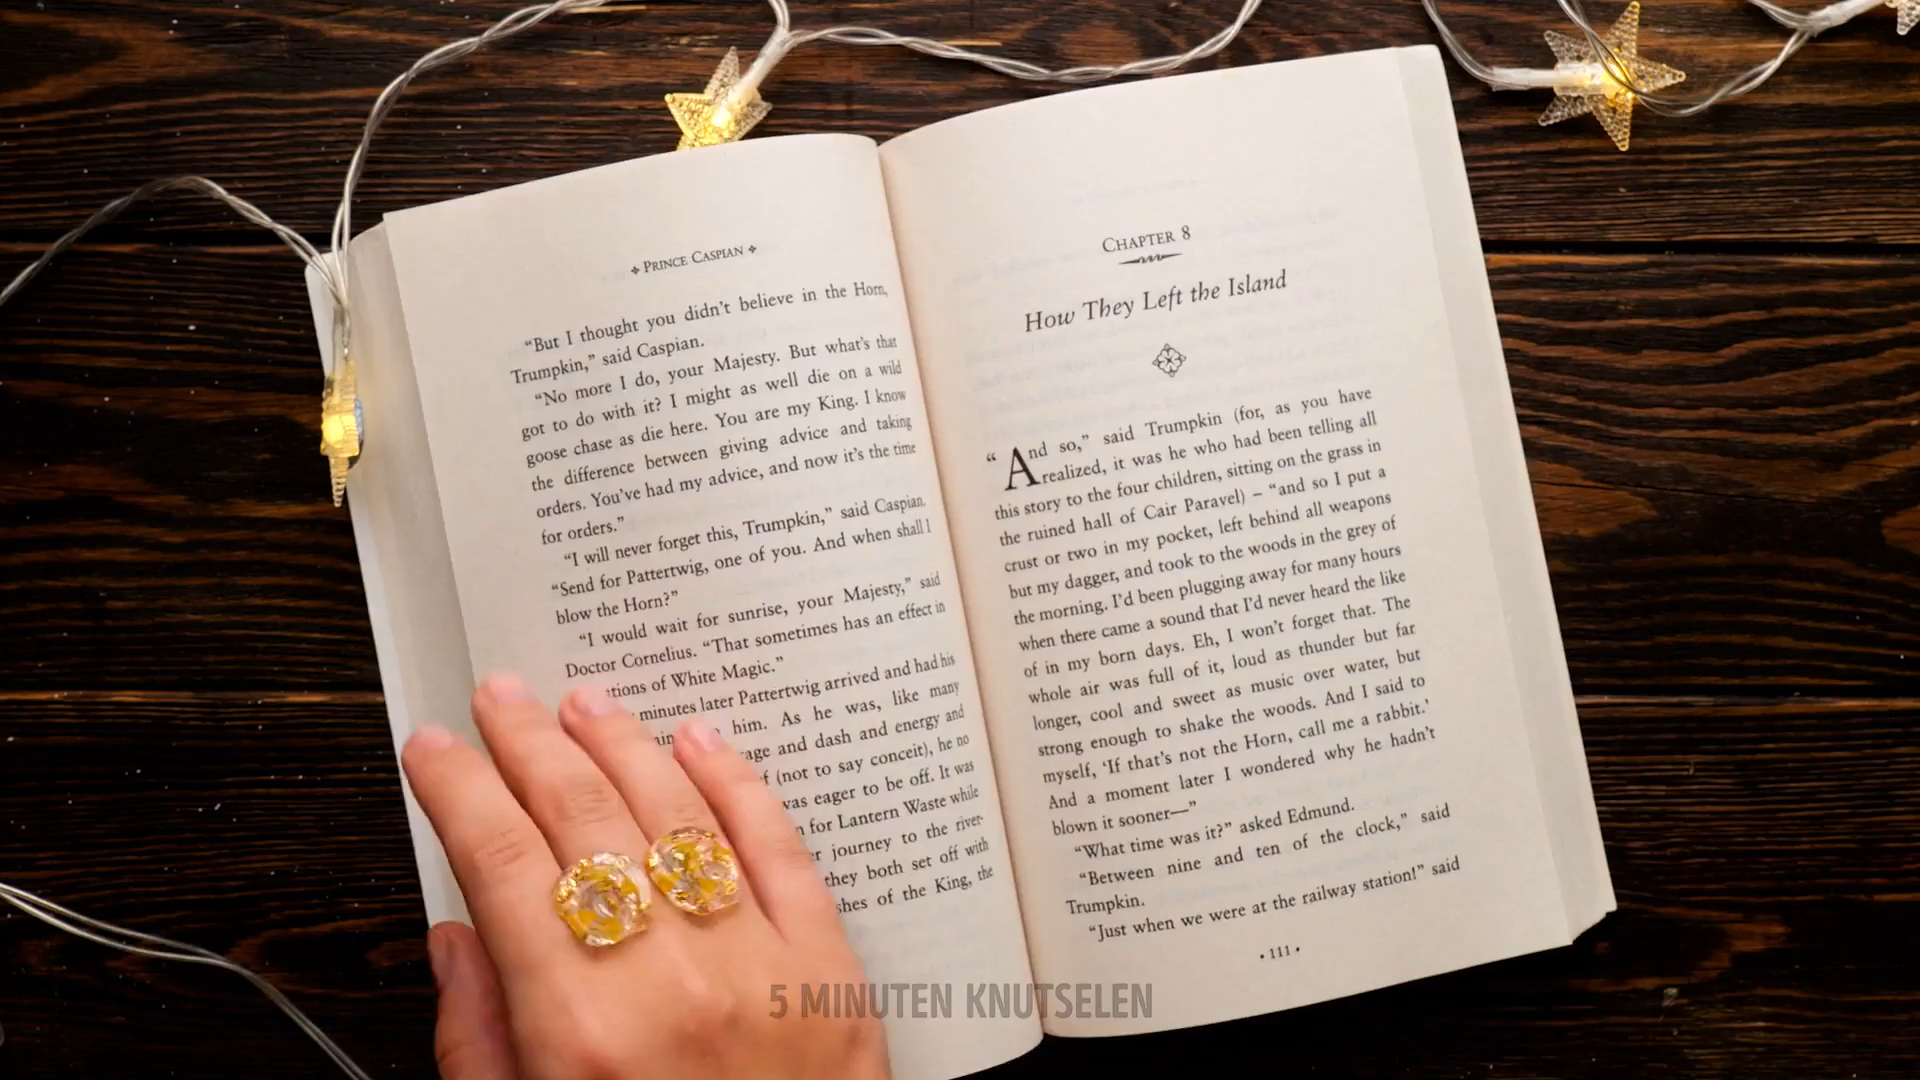 ❖ PRINCE CASPIAN ❖
“But I thought you didn’t believe in the Horn,
Trumpkin,” said Caspian.
“No more I do, your Majesty. But what’s that
got to do with it? I might as well die on a wild
goose chase as die here. You are my King. I know
the difference between giving advice and taking
orders. You’ve had my advice, and now it’s the time
for orders.”
“I will never forget this, Trumpkin,” said Caspian.
“Send for Pattertwig, one of you. And when shall I
blow the Horn?”
“I would wait for sunrise, your Majesty,” said
Doctor Cornelius. “That sometimes has an effect in
of White Magic.”
minutes later Pattertwig arrived and had his
him. As he was, like many
and dash and energy and
(not to say conceit), he no
was eager to be off. It was
for Lantern Waste while
journey to the river-
they both set off with
of the King, the
CHAPTER 8
How They Left the Island
“And so,” said Trumpkin (for, as you have
realized, it was he who had been telling all
this story to the four children, sitting on the grass in
the ruined hall of Cair Paravel) – “and so I put a
crust or two in my pocket, left behind all weapons
but my dagger, and took to the woods in the grey of
the morning. I’d been plugging away for many hours
when there came a sound that I’d never heard the like
of in my born days. Eh, I won’t forget that. The
whole air was full of it, loud as thunder but far
longer, cool and sweet as music over water, but
strong enough to shake the woods. And I said to
myself, ‘If that’s not the Horn, call me a rabbit.’
And a moment later I wondered why he hadn’t
blown it sooner—”
“What time was it?” asked Edmund.
“Between nine and ten of the clock,” said
Trumpkin.
“Just when we were at the railway station!” said
• 111 •
5 MINUTEN KNUTSELEN